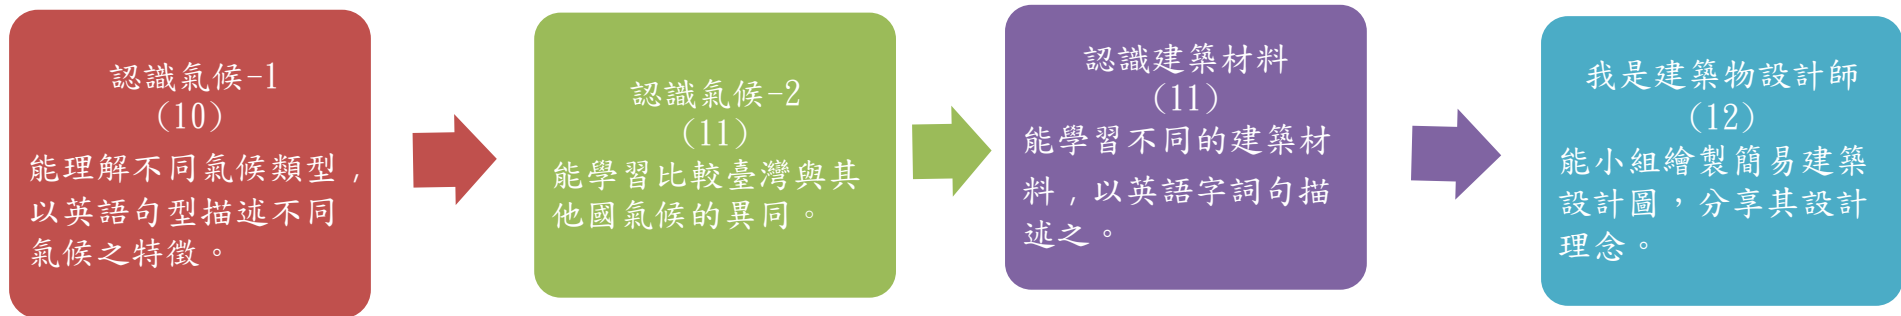 認識氣候-1
(10)
能理解不同氣候類型，
以英語句型描述不同
氣候之特徵。
認識氣候-2
(11)
能學習比較臺灣與其
他國氣候的異同。
認識建築材料
(11)
能學習不同的建築材
料，以英語字詞句描
述之。
我是建築物設計師
(12)
能小組繪製簡易建築
設計圖，分享其設計
理念。